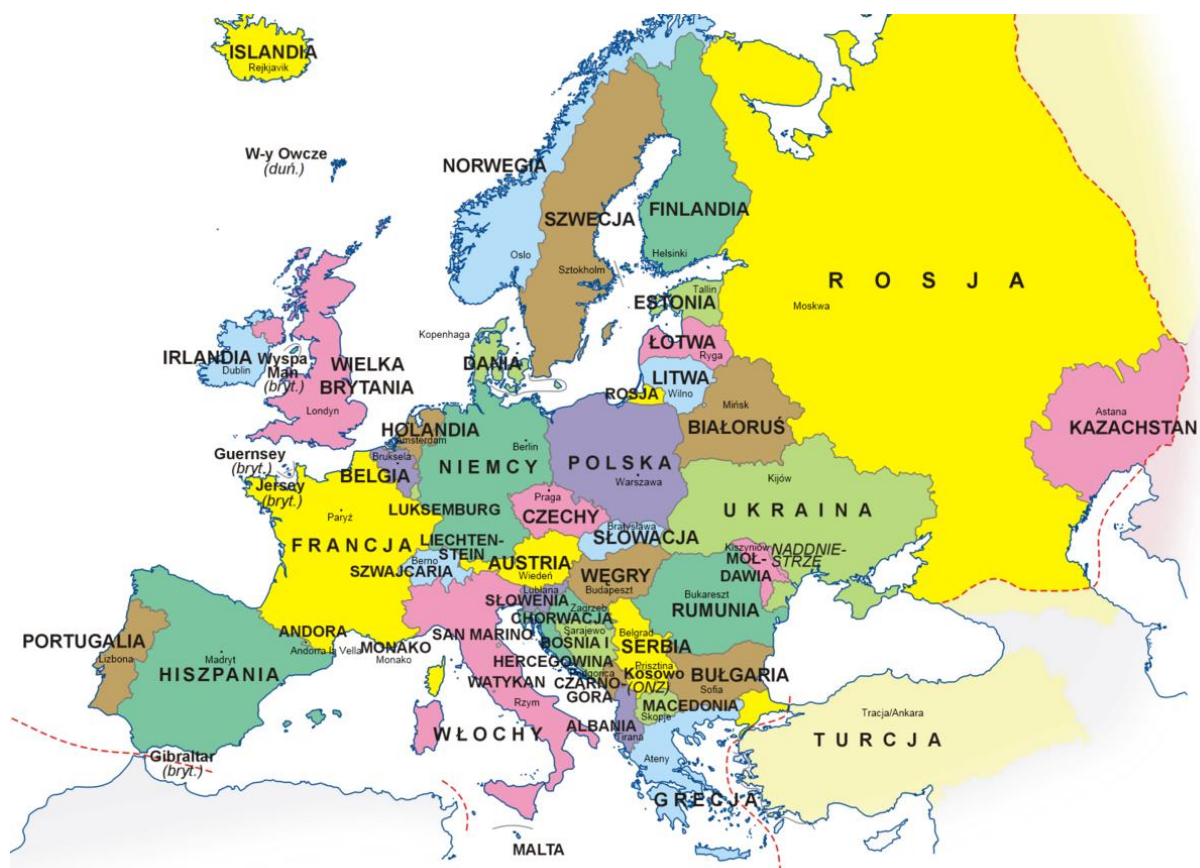 ISLANDIA
Rejkjavik
W-y Owcze
(duń.)
NORWEGIA
SZWECJA
FINLANDIA
Oslo
Sztokholm
Helsinki
R O S J A
Moskwa
Tallin
ESTONIA
Kopenhaga
DANIA
ŁOTWA
Ryga
IRLANDIA
Dublin
Wyspa
Man
(bryt.)
WIELKA
BRYTANIA
Londyn
LITWA
Wilno
ROSJA
Mińsk
BIAŁORUŚ
Astana
KAZACHSTAN
HOLANDIA
Amsterdam
Berlin
NIEMCY
POLSKA
Warszawa
Guernsey
(bryt.)
Bruksela
BELGIA
Jersey
(bryt.)
Kijów
UKRAINA
Praga
CZECHY
LUKSEMBURG
Paryż
FRANCJA
Bratysława
SŁOWACJA
LIECHTEN-
STEIN
Berno
SZWAJCARIA
AUSTRIA
Wiedeń
WĘGRY
Budapeszt
Kiszyniów
MOŁ-
DAWIA
NADDNIE-
STRZE
Lublana
SŁOWENIA
Bukareszt
RUMUNIA
Zagrzeb
CHORWACJA
SAN MARINO
Sarajewo
BOŚNIA I
HERCEGOWINA
Belgrad
SERBIA
ANDORA
Andorra la Vella
MONAKO
Monako
PORTUGALIA
Lizbona
Madryt
HISZPANIA
WATYKAN
Rzym
Podgorica
CZARNO-
GÓRA
Prisztina
Kosowo
(ONZ)
BUŁGARIA
Sofia
MACEDONIA
Skopje
WŁOCHY
ALBANIA
Tirana
Tracja/Ankara
TURCJA
Gibraltar
(bryt.)
Ateny
GRECJA
MALTA